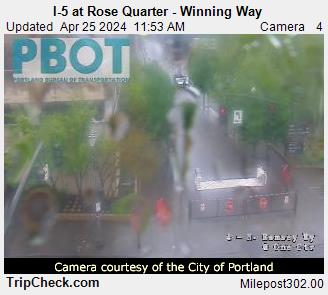 I-5 at Rose Quarter - Winning Way
Updated Apr 25 2024 11:53 AM Camera 4
PBOT
PORTLAND BUREAU OF TRANSPORTATION
Camera courtesy of the City of Portland
TripCheck.com Milepost302.00